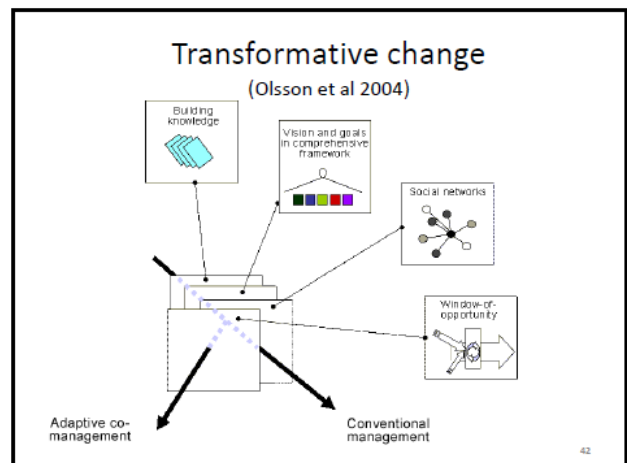 Transformative change
(Olsson et al 2004)
Building
knowledge
Vision and goals
in comprehensive
framework
Social networks
Window-of-
opportunity
Adaptive co-
management
Conventional
management
42